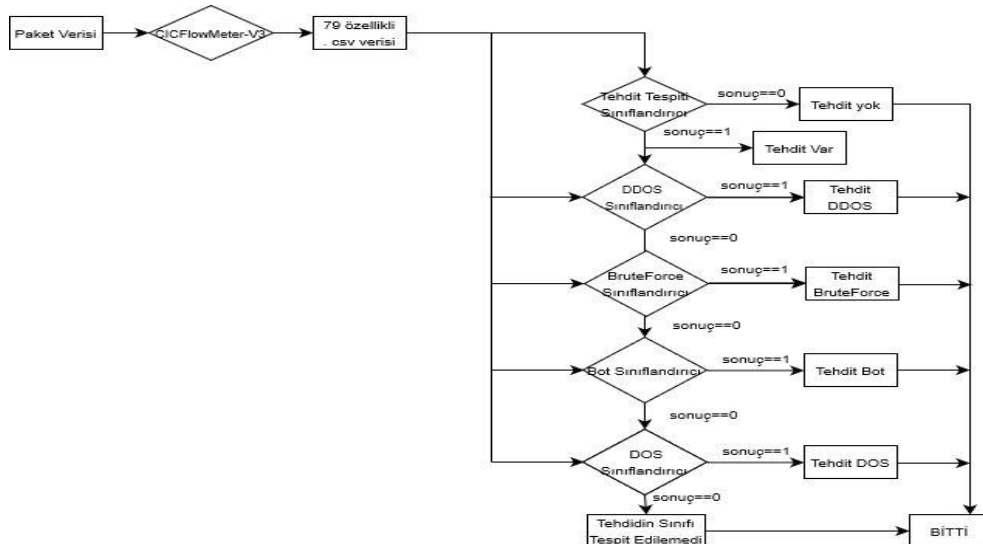 Paket Verisi
CICFlowMeter-V3
79 özellikli
. csv verisi
Tehdit Tespiti
Sınıflandırıcı
sonuç==0
Tehdit yok
sonuç==1
Tehdit Var
DDOS
Sınıflandırıcı
sonuç==1
Tehdit
DDOS
sonuç==0
BruteForce
Sınıflandırıcı
sonuç==1
Tehdit
BruteForce
sonuç==0
Bot Sınıflandırıcı
sonuç==1
Tehdit Bot
sonuç==0
DOS
Sınıflandırıcı
sonuç==1
Tehdit DOS
sonuç==0
Tehdidin Sınıfı
Tespit Edilemedi
BİTTİ